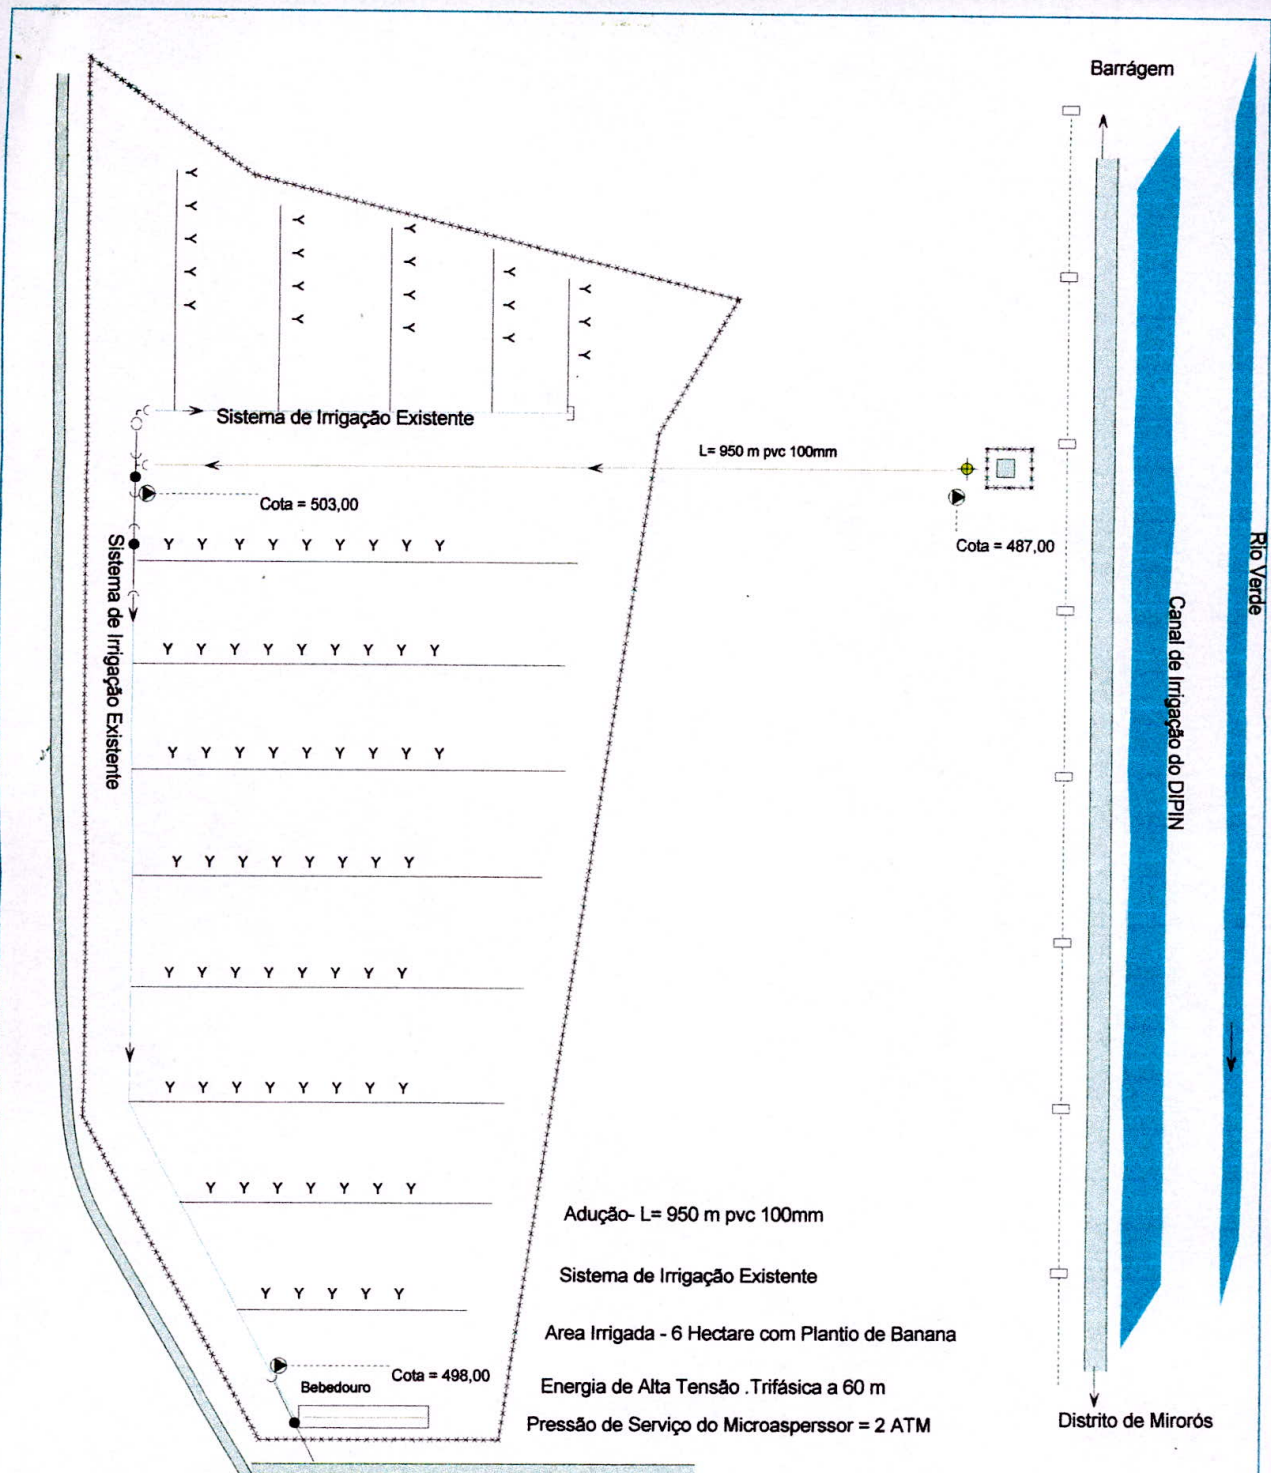 Barrágem
Sistema de Irrigação Existente
L= 950 m pvc 100mm
Cota = 503,00
Cota = 487,00
Rio Verde
Sistema de Irrigação Existente
Canal de Irrigação do DIPIN
Adução- L= 950 m pvc 100mm
Sistema de Irrigação Existente
Area Irrigada - 6 Hectare com Plantio de Banana
Cota = 498,00
Bebedouro
Energia de Alta Tensão .Trifásica a 60 m
Pressão de Serviço do Microasperssor = 2 ATM
Distrito de Mirorós